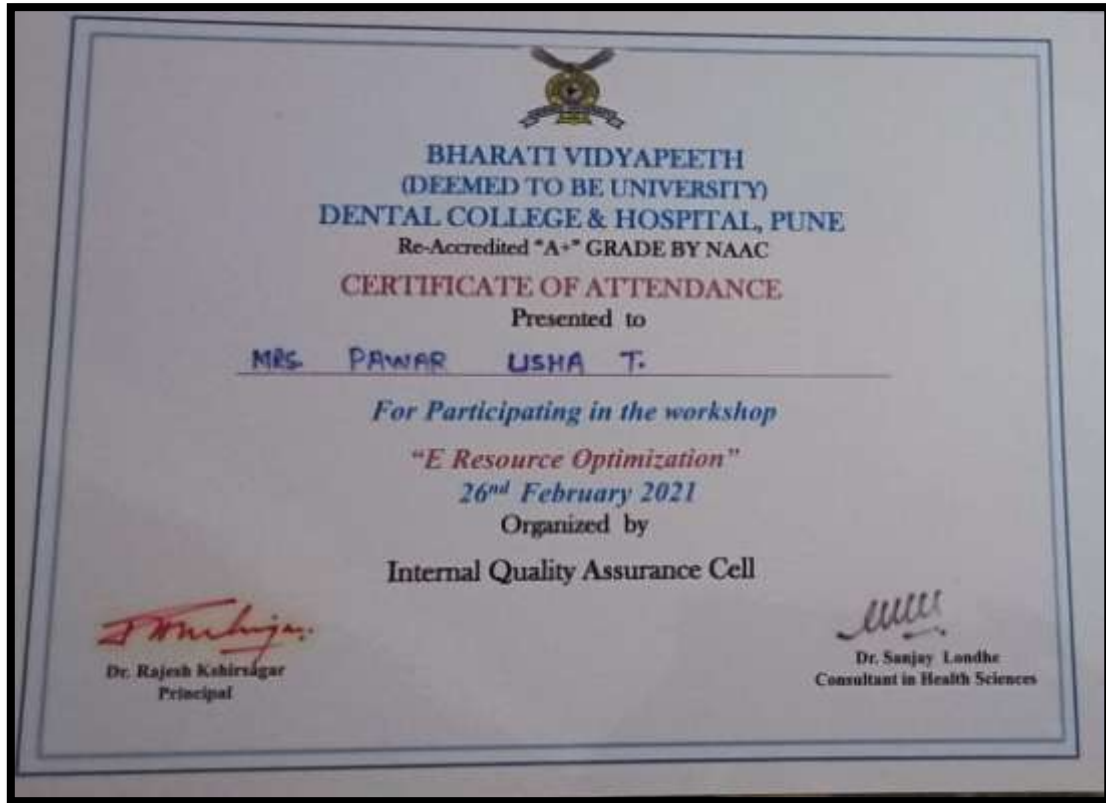 BHARATI VIDYAPEETH
(DEEMED TO BE UNIVERSITY)
DENTAL COLLEGE & HOSPITAL, PUNE
Re-Accredited "A+" GRADE BY NAAC
CERTIFICATE OF ATTENDANCE
Presented to
MRS. PAWAR USHA T.
For Participating in the workshop
"E Resource Optimization"
26nd February 2021
Organized by
Internal Quality Assurance Cell
Dr. Rajesh Kshirsagar
Principal
Dr. Sanjay Londhe
Consultant in Health Sciences